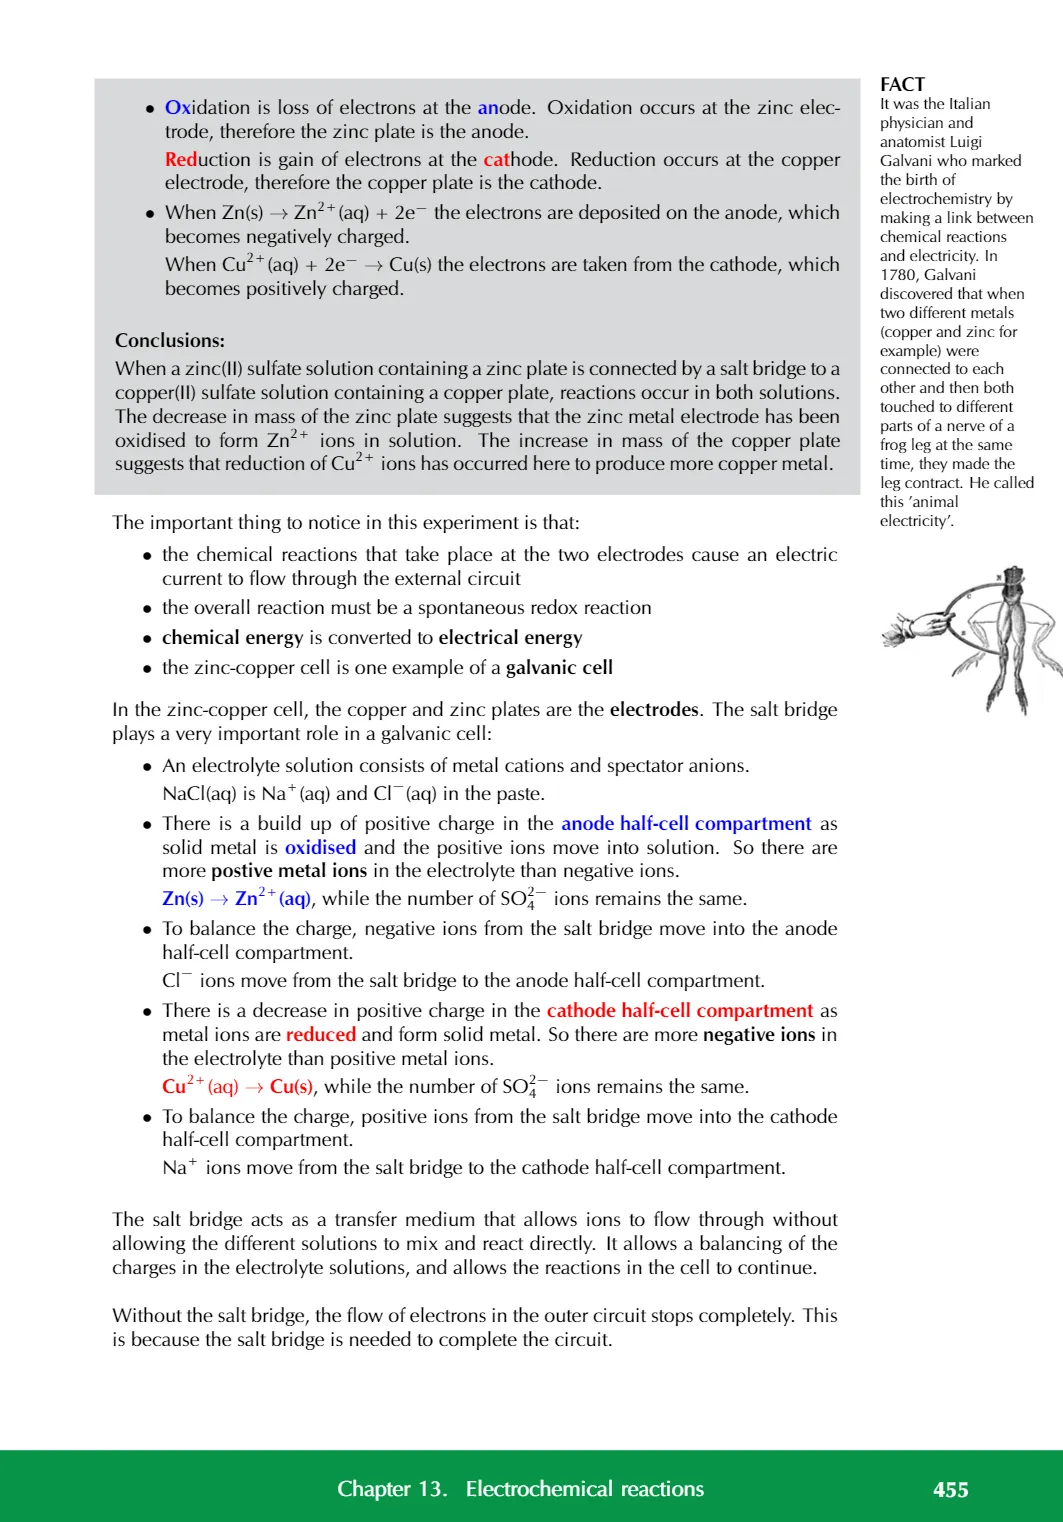 • Oxidation is loss of electrons at the anode. Oxidation occurs at the zinc elec-
trode, therefore the zinc plate is the anode.
Reduction is gain of electrons at the cathode. Reduction occurs at the copper
electrode, therefore the copper plate is the cathode.
• When Zn(s) → Zn²⁺(aq) + 2e⁻ the electrons are deposited on the anode, which
becomes negatively charged.
When Cu²⁺(aq) + 2e⁻ → Cu(s) the electrons are taken from the cathode, which
becomes positively charged.
Conclusions:
When a zinc(II) sulfate solution containing a zinc plate is connected by a salt bridge to a
copper(II) sulfate solution containing a copper plate, reactions occur in both solutions.
The decrease in mass of the zinc plate suggests that the zinc metal electrode has been
oxidised to form Zn²⁺ ions in solution. The increase in mass of the copper plate
suggests that reduction of Cu²⁺ ions has occurred here to produce more copper metal.
The important thing to notice in this experiment is that:
• the chemical reactions that take place at the two electrodes cause an electric
current to flow through the external circuit
• the overall reaction must be a spontaneous redox reaction
• chemical energy is converted to electrical energy
• the zinc-copper cell is one example of a galvanic cell
In the zinc-copper cell, the copper and zinc plates are the electrodes. The salt bridge
plays a very important role in a galvanic cell:
• An electrolyte solution consists of metal cations and spectator anions.
NaCl(aq) is Na⁺(aq) and Cl⁻(aq) in the paste.
• There is a build up of positive charge in the anode half-cell compartment as
solid metal is oxidised and the positive ions move into solution. So there are
more postive metal ions in the electrolyte than negative ions.
Zn(s) → Zn²⁺(aq), while the number of SO₄²⁻ ions remains the same.
• To balance the charge, negative ions from the salt bridge move into the anode
half-cell compartment.
Cl⁻ ions move from the salt bridge to the anode half-cell compartment.
• There is a decrease in positive charge in the cathode half-cell compartment as
metal ions are reduced and form solid metal. So there are more negative ions in
the electrolyte than positive metal ions.
Cu²⁺(aq) → Cu(s), while the number of SO₄²⁻ ions remains the same.
• To balance the charge, positive ions from the salt bridge move into the cathode
half-cell compartment.
Na⁺ ions move from the salt bridge to the cathode half-cell compartment.
The salt bridge acts as a transfer medium that allows ions to flow through without
allowing the different solutions to mix and react directly. It allows a balancing of the
charges in the electrolyte solutions, and allows the reactions in the cell to continue.
Without the salt bridge, the flow of electrons in the outer circuit stops completely. This
is because the salt bridge is needed to complete the circuit.
FACT
It was the Italian
physician and
anatomist Luigi
Galvani who marked
the birth of
electrochemistry by
making a link between
chemical reactions
and electricity. In
1780, Galvani
discovered that when
two different metals
(copper and zinc for
example) were
connected to each
other and then both
touched to different
parts of a nerve of a
frog leg at the same
time, they made the
leg contract. He called
this 'animal
electricity'.
Chapter 13. Electrochemical reactions
455